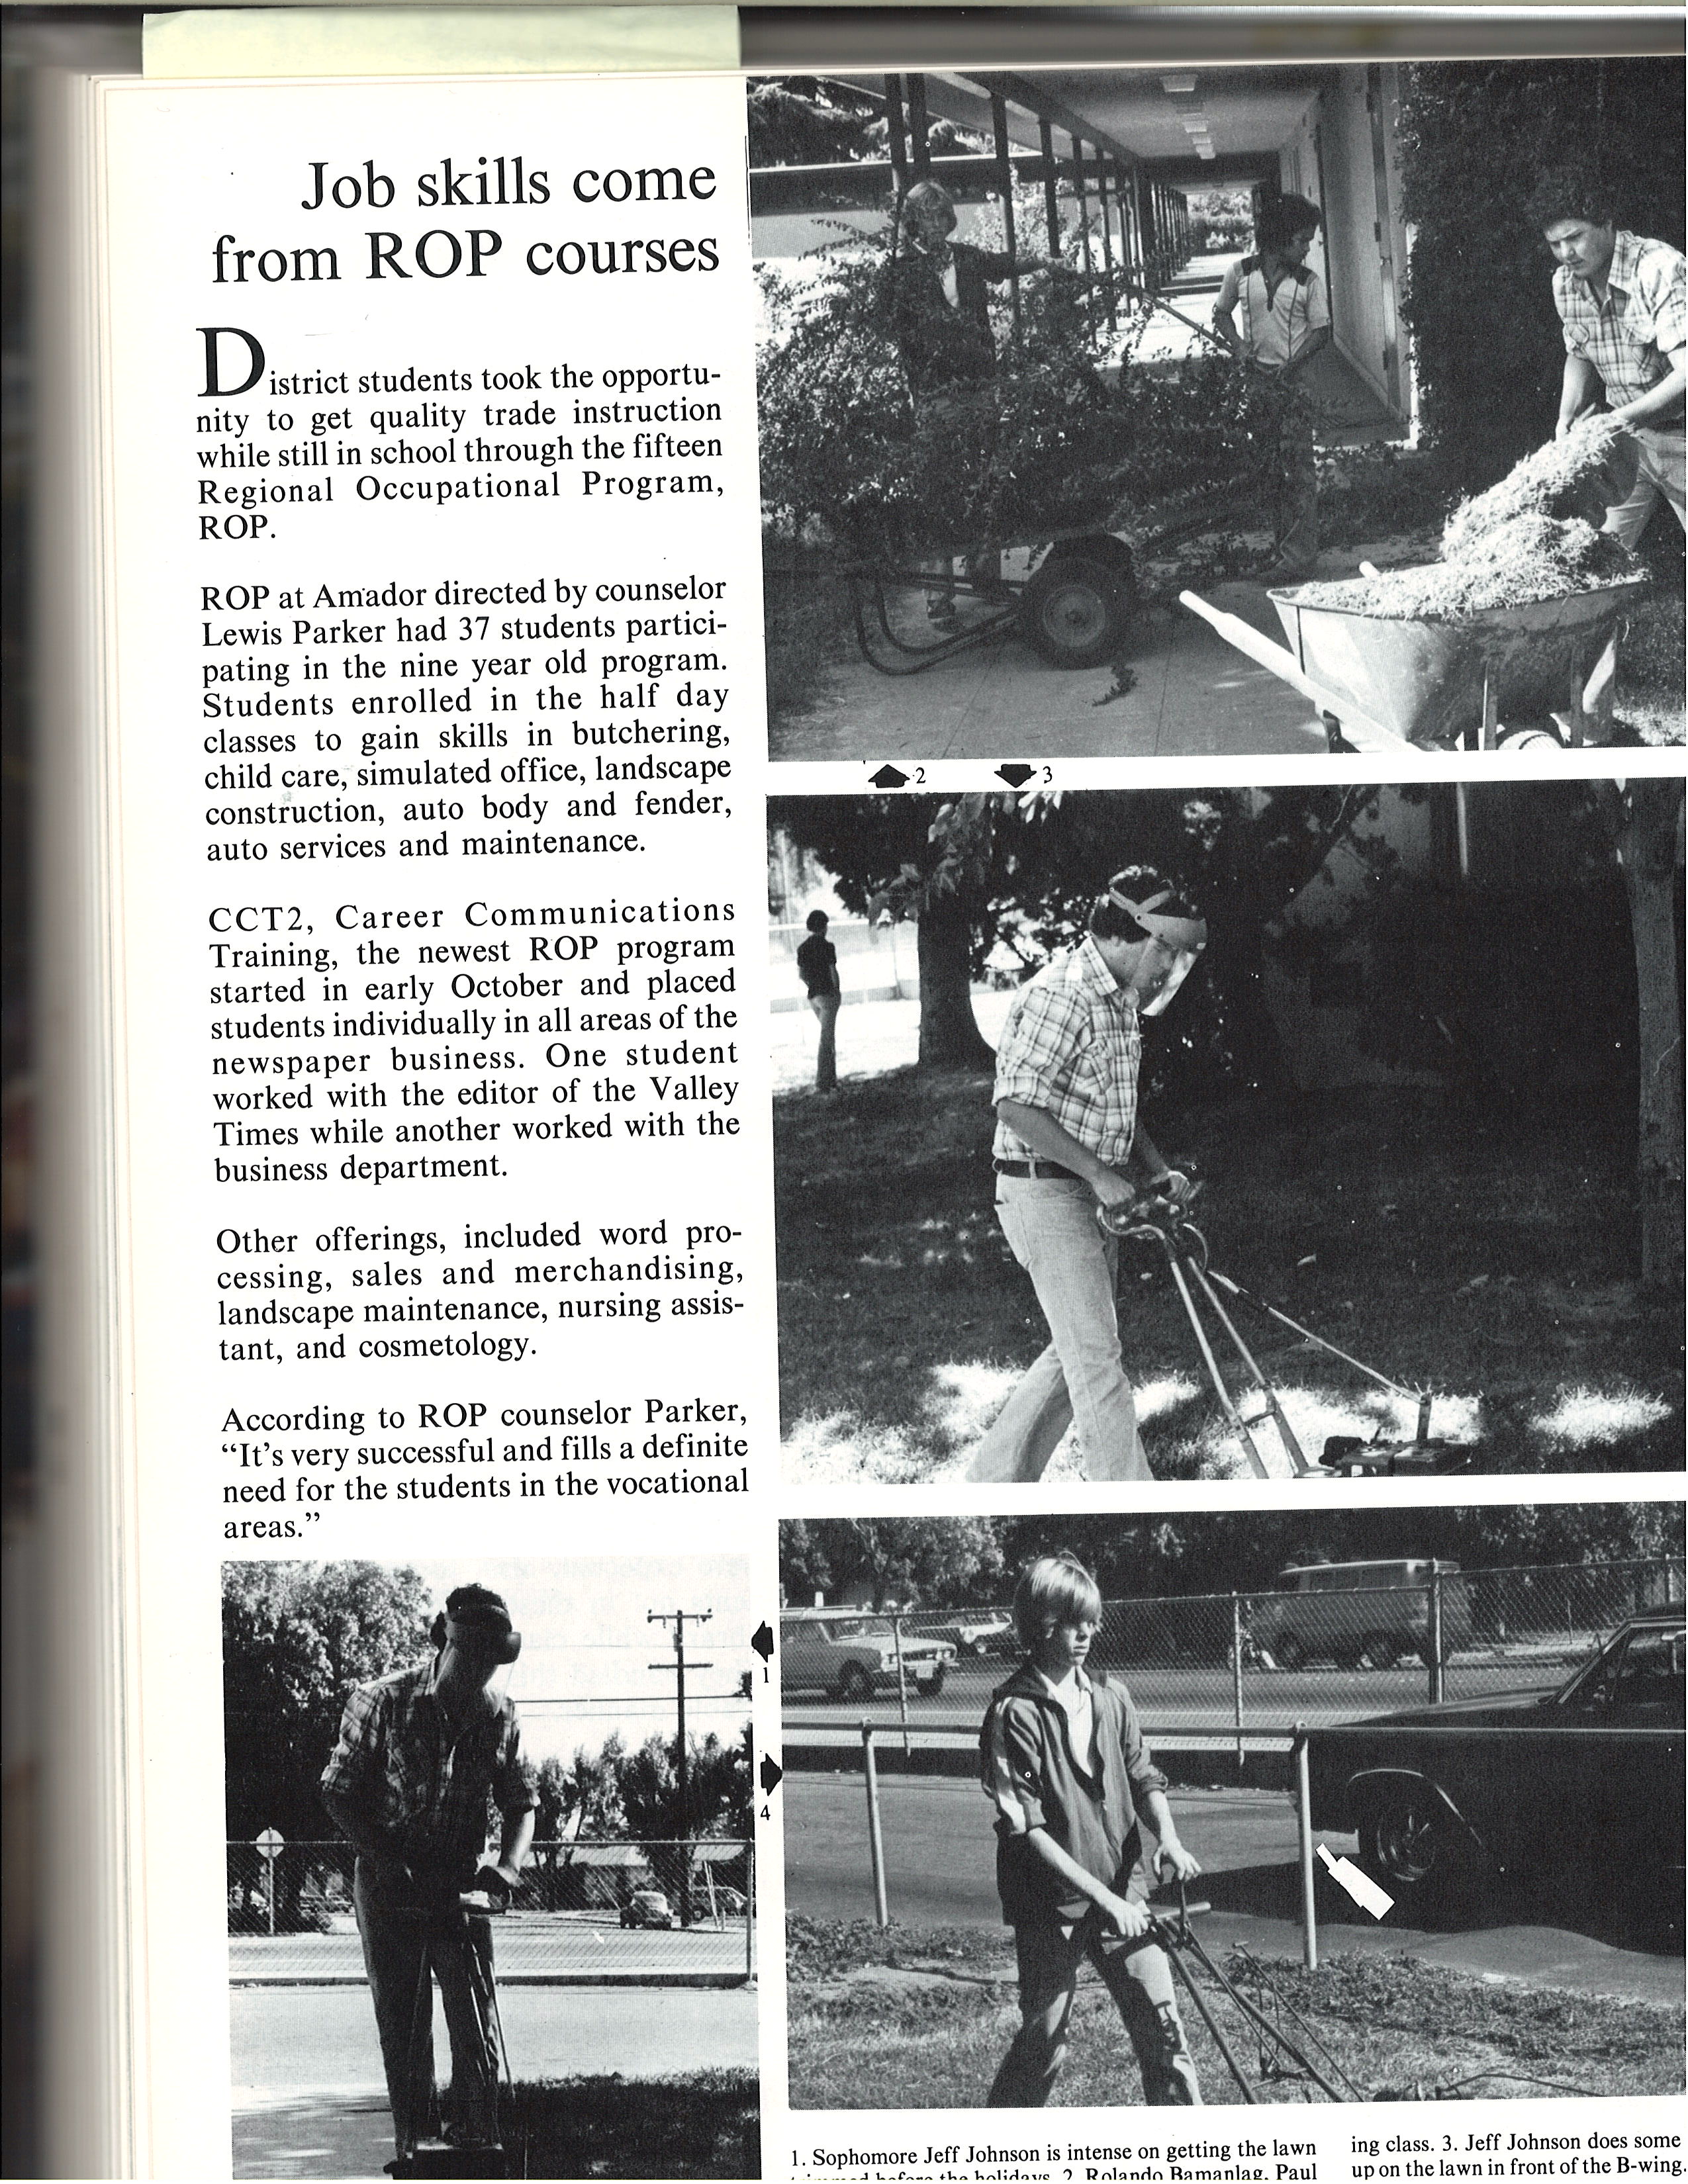 Job skills come
from ROP courses
District students took the opportu-
nity to get quality trade instruction
while still in school through the fifteen
Regional Occupational Program,
ROP.
ROP at Amador directed by counselor
Lewis Parker had 37 students partici-
pating in the nine year old program.
Students enrolled in the half day
classes to gain skills in butchering,
child care, simulated office, landscape
construction, auto body and fender,
auto services and maintenance.
CCT2, Career Communications
Training, the newest ROP program
started in early October and placed
students individually in all areas of the
newspaper business. One student
worked with the editor of the Valley
Times while another worked with the
business department.
Other offerings, included word pro-
cessing, sales and merchandising,
landscape maintenance, nursing assis-
tant, and cosmetology.
According to ROP counselor Parker,
“It's very successful and fills a definite
need for the students in the vocational
areas.”
2 3
1
4
1. Sophomore Jeff Johnson is intense on getting the lawn
trimmed before the holidays. 2. Rolando Bamanlag, Paul
ing class. 3. Jeff Johnson does some
up on the lawn in front of the B-wing.